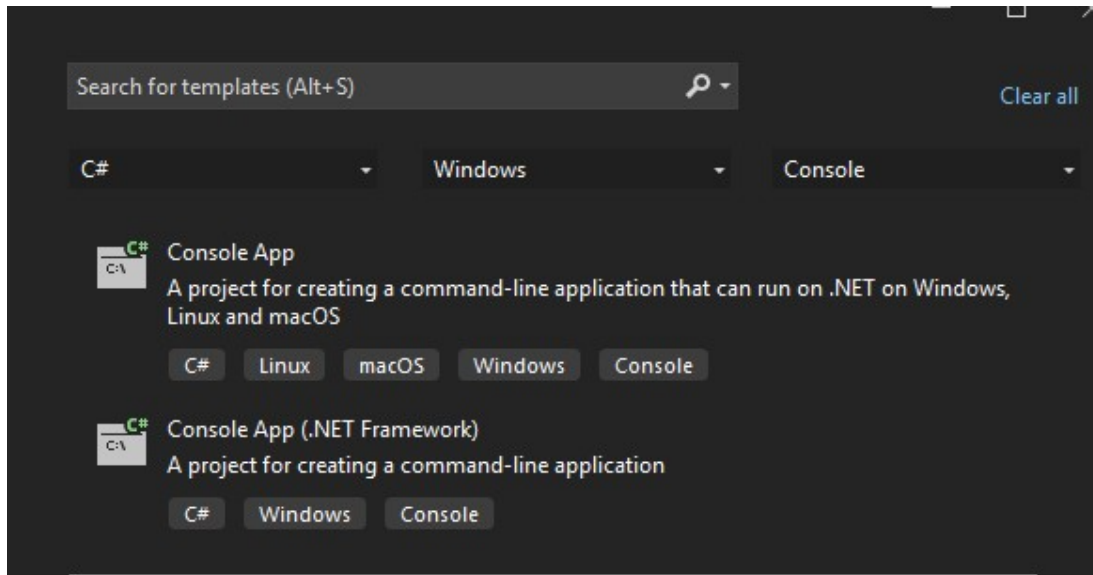 Search for templates (Alt+S)
Clear all
C# Windows Console
C#
C:\
Console App
A project for creating a command-line application that can run on .NET on Windows,
Linux and macOS
C# Linux macOS Windows Console
C#
C:\
Console App (.NET Framework)
A project for creating a command-line application
C# Windows Console